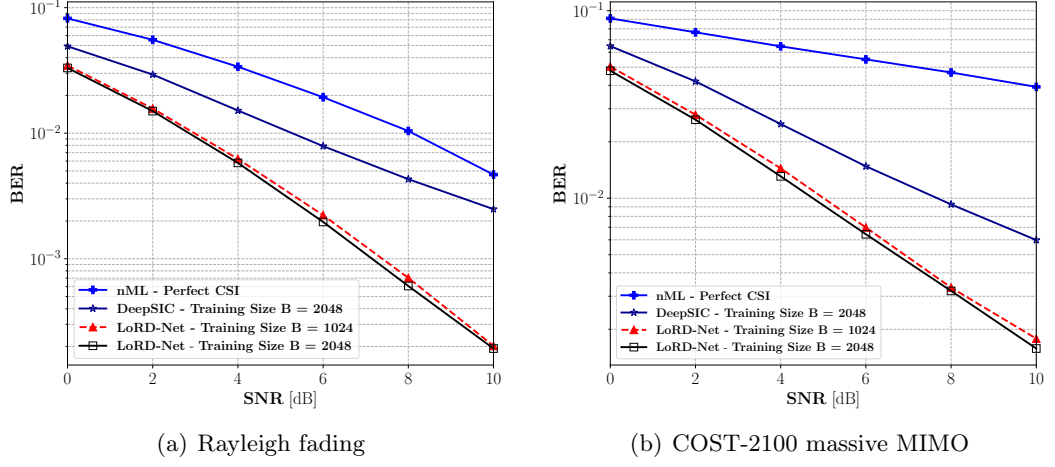 10⁻¹
10⁻²
10⁻³
BER
nML - Perfect CSI
DeepSIC - Training Size B = 2048
LoRD-Net - Training Size B = 1024
LoRD-Net - Training Size B = 2048
0 2 4 6 8 10
SNR [dB]
(a) Rayleigh fading
10⁻¹
10⁻²
BER
nML - Perfect CSI
DeepSIC - Training Size B = 2048
LoRD-Net - Training Size B = 1024
LoRD-Net - Training Size B = 2048
0 2 4 6 8 10
SNR [dB]
(b) COST-2100 massive MIMO